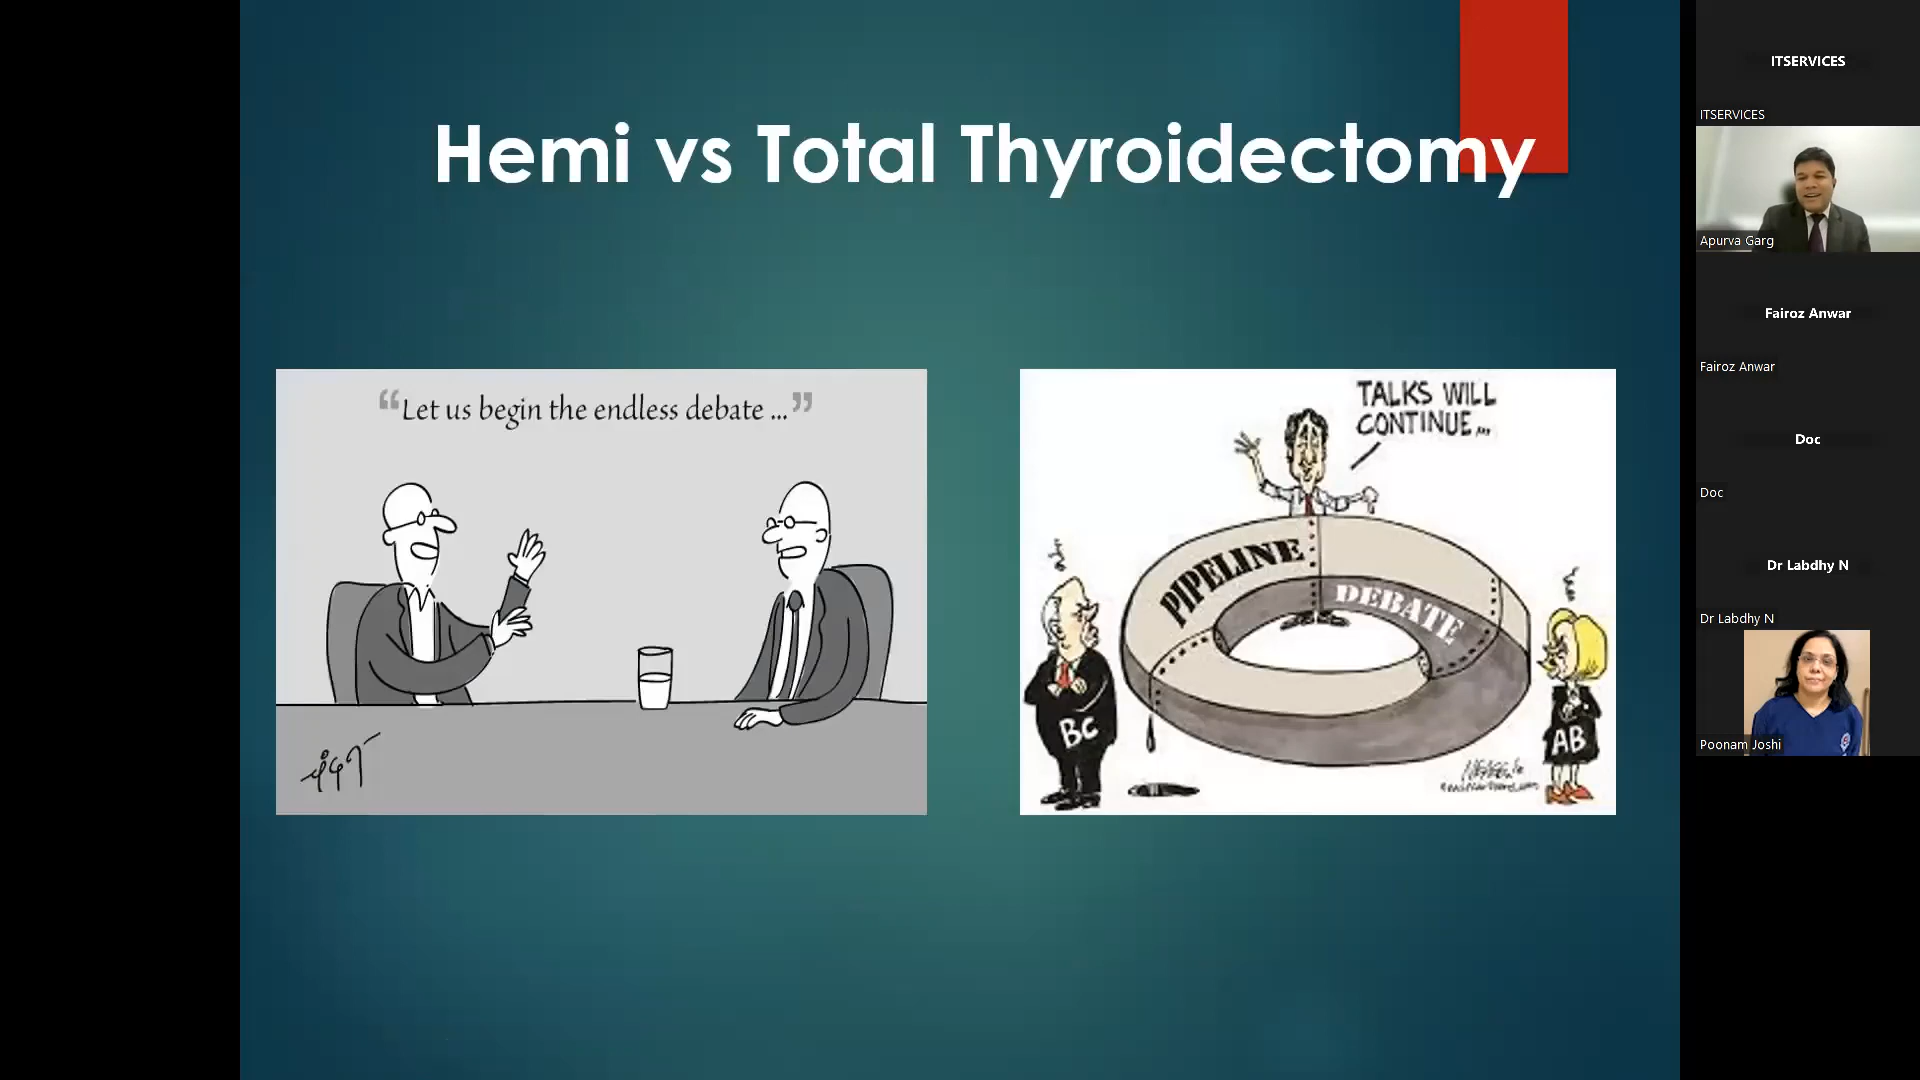 Hemi vs Total Thyroidectomy
“Let us begin the endless debate ...”
TALKS WILL
CONTINUE...
PIPELINE
DEBATE
BC
AB
ITSERVICES
ITSERVICES
Apurva Garg
Fairoz Anwar
Fairoz Anwar
Doc
Doc
Dr Labdhy N
Dr Labdhy N
Poonam Joshi